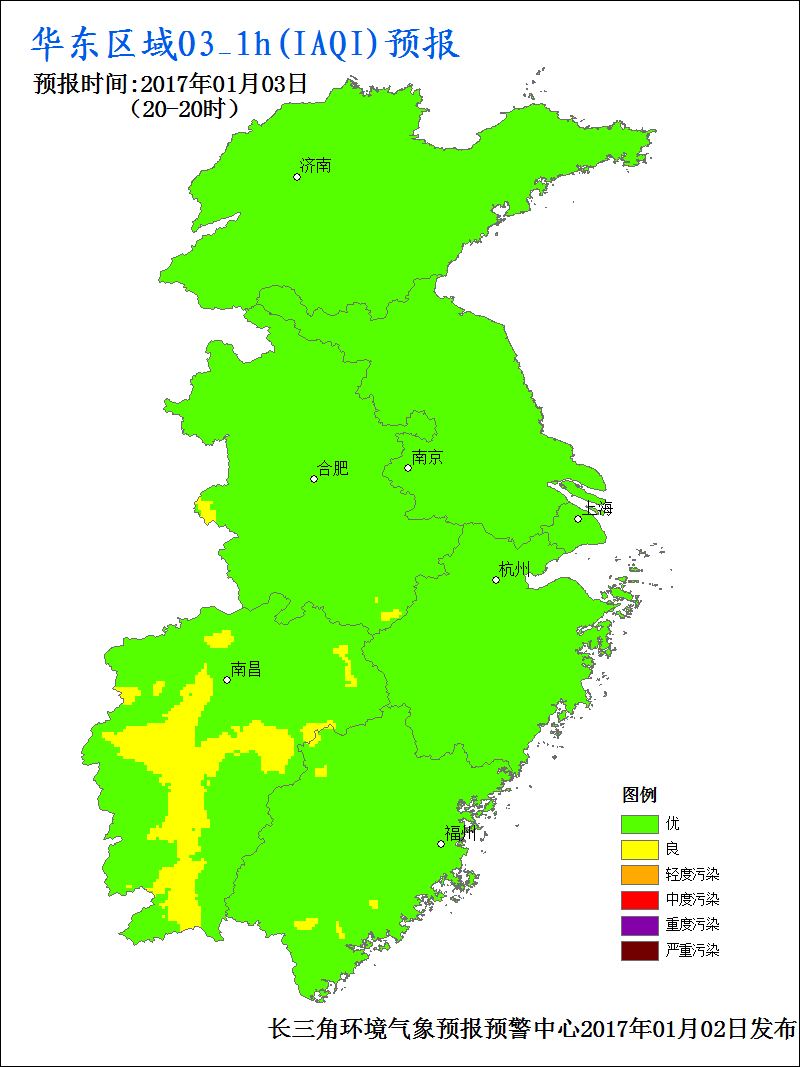 华东区域O3_1h(IAQI)预报
预报时间:2017年01月03日
(20-20时)
济南
南京
合肥
上海
杭州
南昌
福州
图例
优
良
轻度污染
中度污染
重度污染
严重污染
长三角环境气象预报预警中心2017年01月02日发布